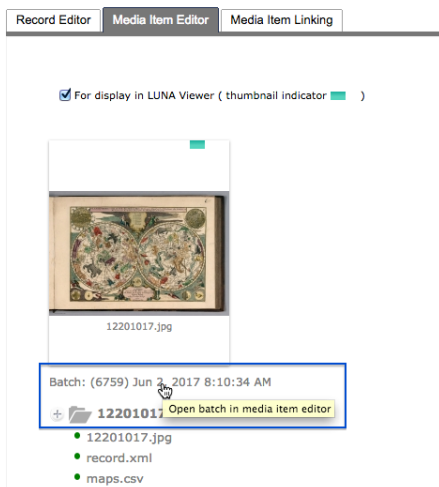 Record Editor Media Item Editor Media Item Linking
For display in LUNA Viewer ( thumbnail indicator )
12201017.jpg
Batch: (6759) Jun 2, 2017 8:10:34 AM
12201017
Open batch in media item editor
12201017.jpg
record.xml
maps.csv